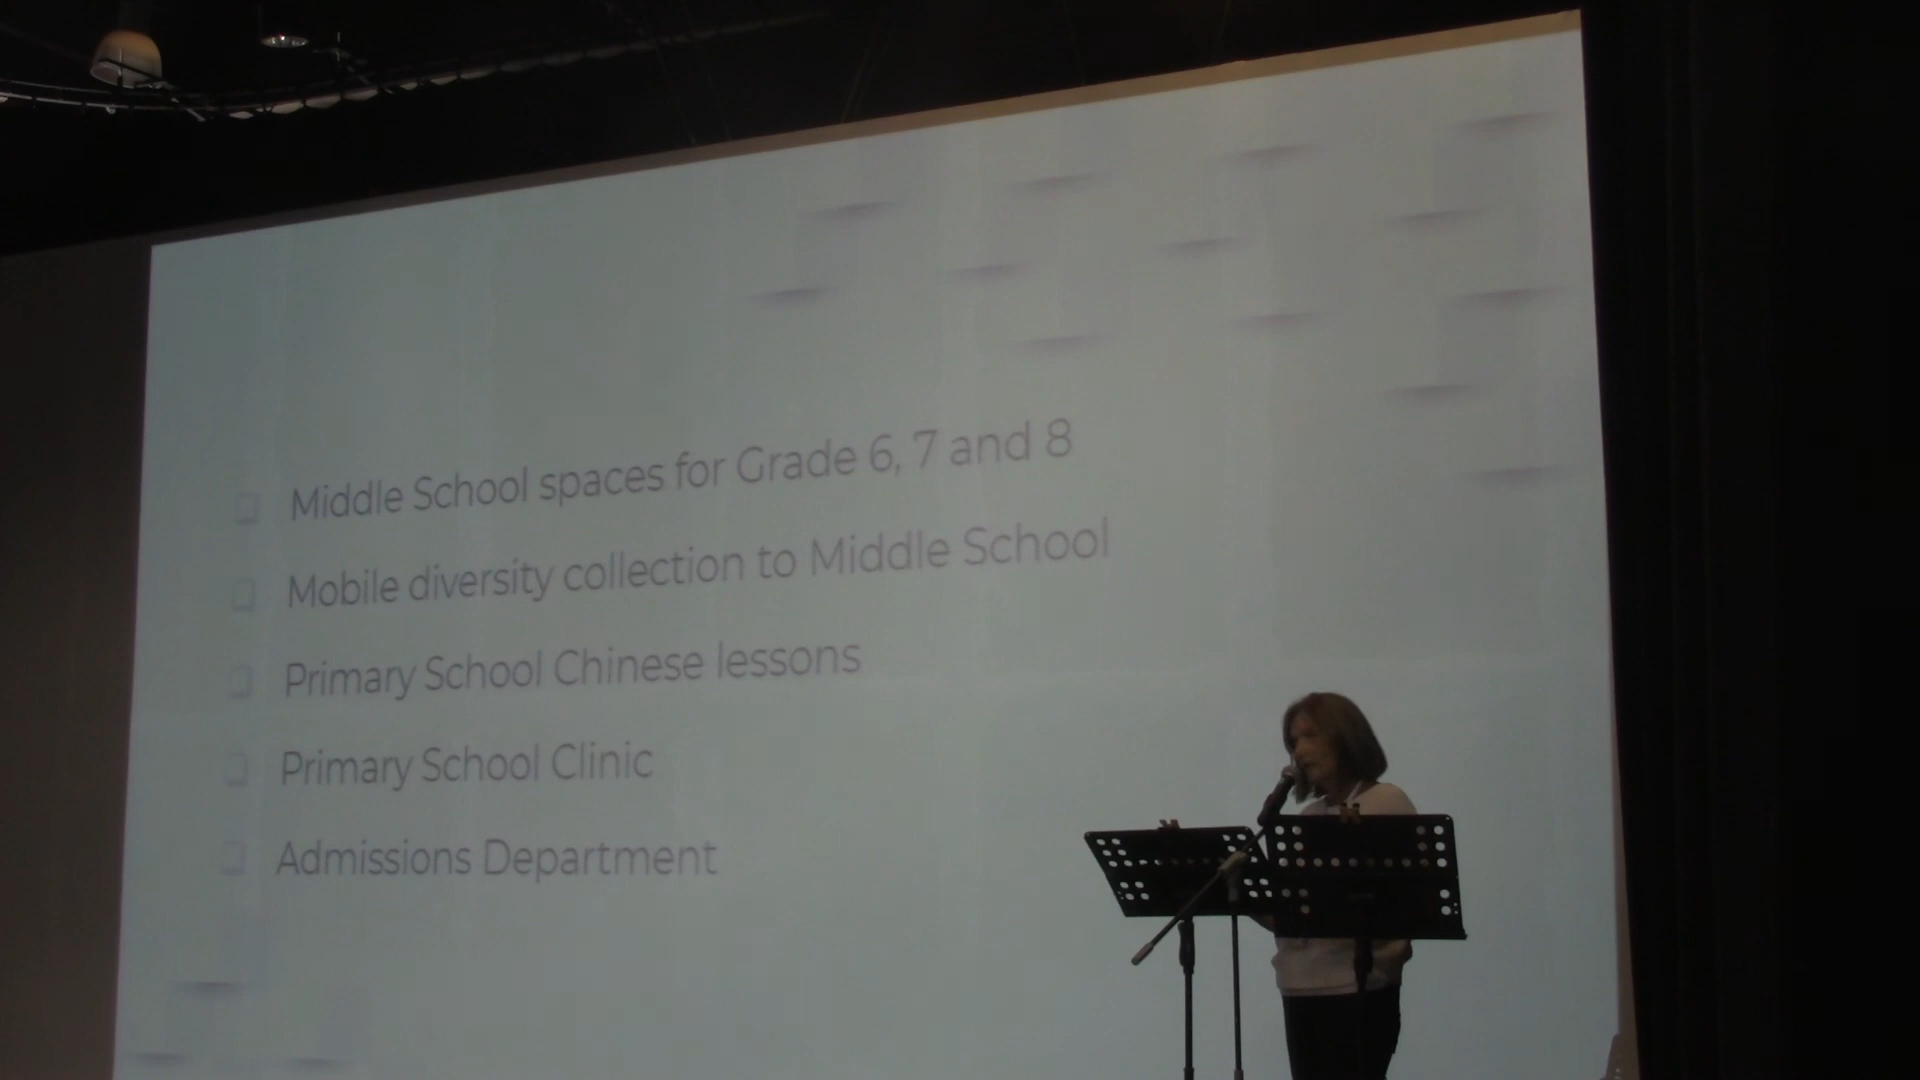 Middle School spaces for Grade 6, 7 and 8
Mobile diversity collection to Middle School
Primary School Chinese lessons
Primary School Clinic
Admissions Department